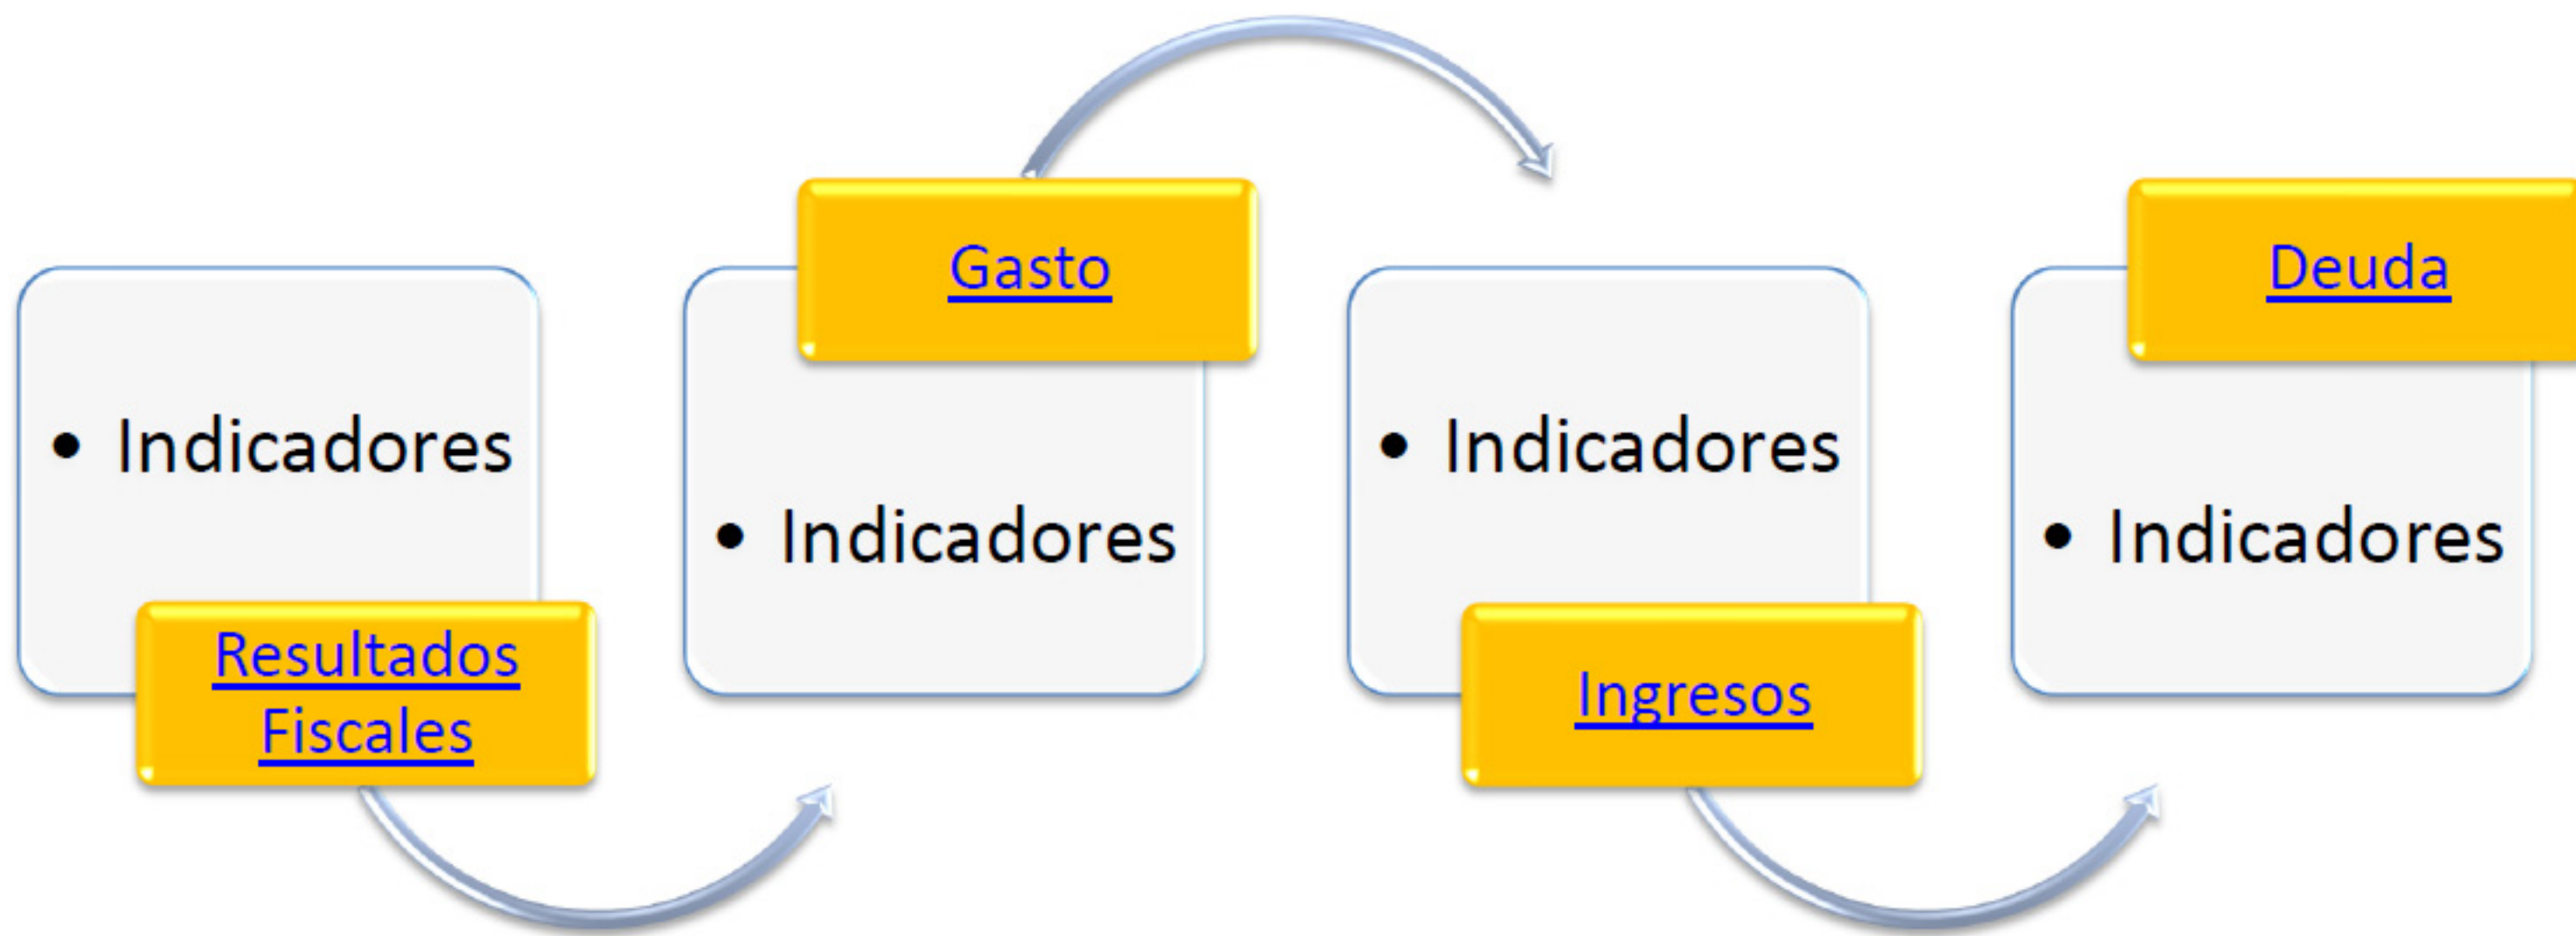 • Indicadores
Resultados
Fiscales
Gasto
• Indicadores
• Indicadores
Ingresos
Deuda
• Indicadores